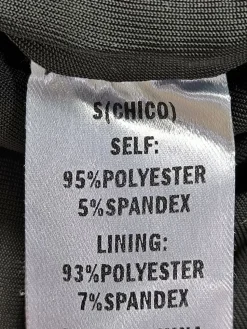 S(CHICO)
SELF:
95%POLYESTER
5%SPANDEX
LINING:
93%POLYESTER
7%SPANDEX